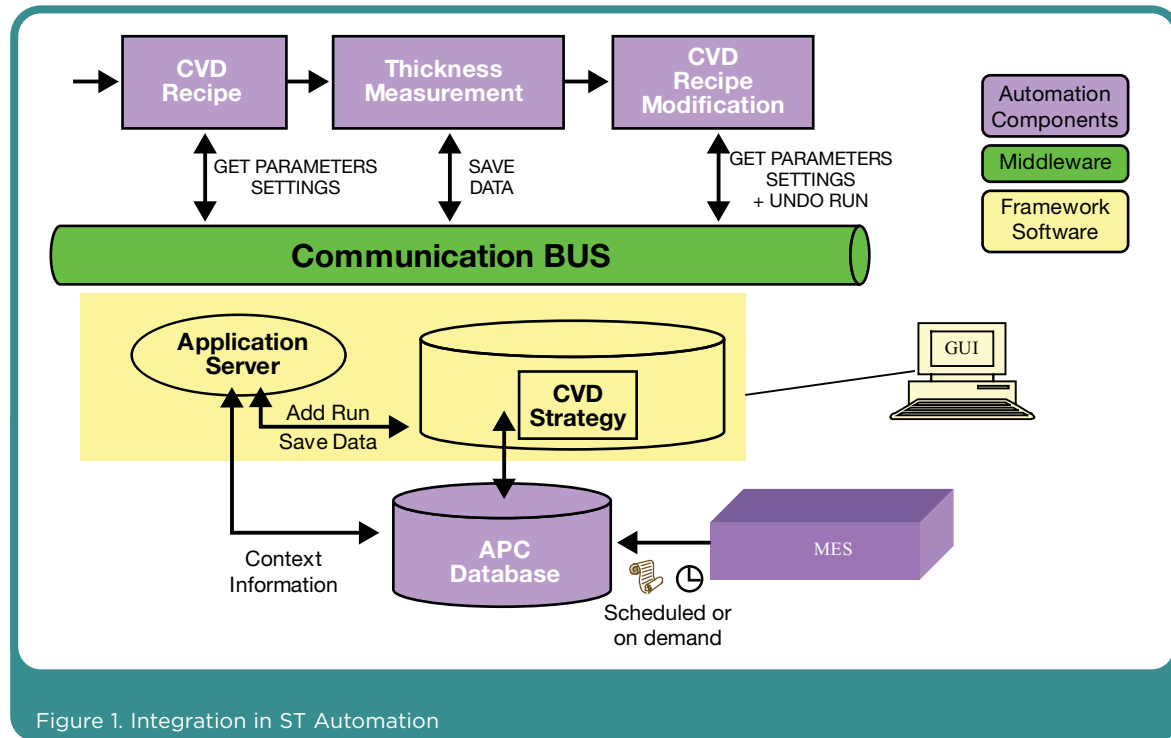 CVD
Recipe
Thickness
Measurement
CVD
Recipe
Modification
Automation
Components
Middleware
Framework
Software
GET PARAMETERS
SETTINGS
SAVE
DATA
GET PARAMETERS
SETTINGS
+ UNDO RUN
Communication BUS
Application
Server
Add Run
Save Data
CVD
Strategy
GUI
Context
Information
APC
Database
MES
Scheduled or
on demand
Figure 1. Integration in ST Automation